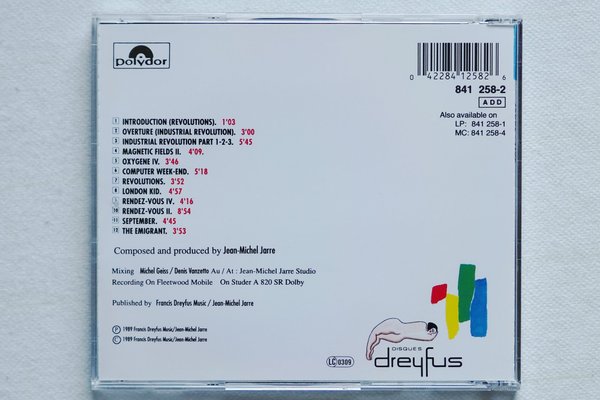 polydor
0 42284 12582 6
841 258-2
ADD
Also available on
LP: 841 258-1
MC: 841 258-4
1 INTRODUCTION (REVOLUTIONS). 1'03
2 OVERTURE (INDUSTRIAL REVOLUTION). 3'00
3 INDUSTRIAL REVOLUTION PART 1-2-3. 5'45
4 MAGNETIC FIELDS II. 4'09.
5 OXYGENE IV. 3'46
6 COMPUTER WEEK-END. 5'18
7 REVOLUTIONS. 3'52
8 LONDON KID. 4'57
9 RENDEZ-VOUS IV. 4'16
10 RENDEZ-VOUS II. 8'54
11 SEPTEMBER. 4'45
12 THE EMIGRANT. 3'53
Composed and produced by Jean-Michel Jarre
Mixing Michel Geiss / Denis Vanzetto Au / At : Jean-Michel Jarre Studio
Recording On Fleetwood Mobile On Studer A 820 SR Dolby
Published by Francis Dreyfus Music / Jean-Michel Jarre
Ⓟ 1989 Francis Dreyfus Music/Jean-Michel Jarre
© 1989 Francis Dreyfus Music/Jean-Michel Jarre
LC 0309
DISQUES
dreyfus